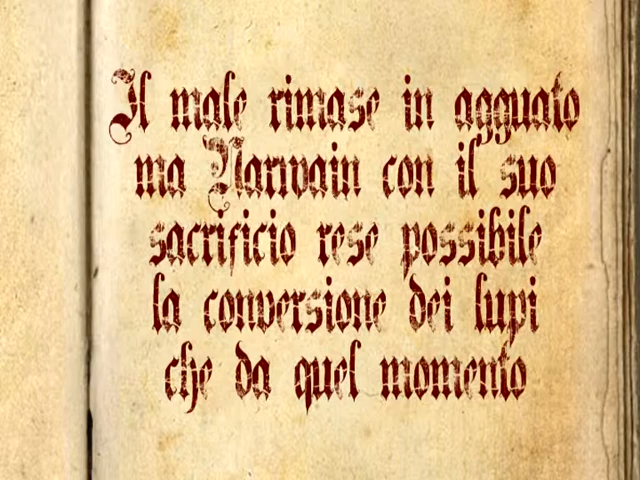 Il male rimase in agguato
ma Narwain con il suo
sacrificio rese possibile
la conversione dei lupi
che da quel momento